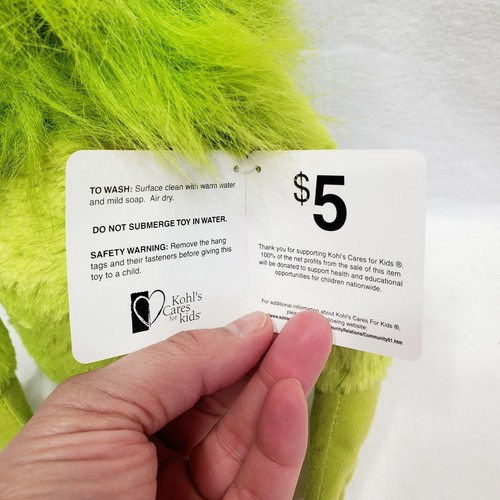 TO WASH: Surface clean with warm water
and mild soap. Air dry.
DO NOT SUBMERGE TOY IN WATER.
SAFETY WARNING: Remove the hang
tags and their fasteners before giving this
toy to a child.
Kohl's
Cares
for
kids®
$5
Thank you for supporting Kohl's Cares for Kids ®.
100% of the net profits from the sale of this item
will be donated to support health and educational
opportunities for children nationwide.
For additional information about Kohl's Cares For Kids ®,
website:
Relations/Community01.htm